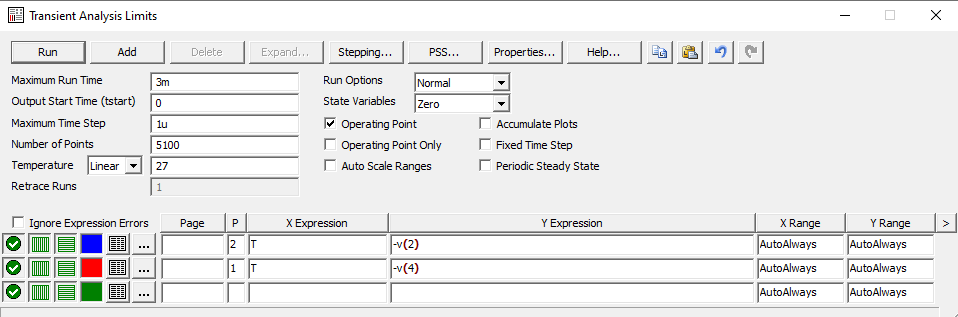 Transient Analysis Limits
Run Add Delete Expand... Stepping... PSS... Properties... Help...
Maximum Run Time 3m Run Options Normal
Output Start Time (tstart) 0 State Variables Zero
Maximum Time Step 1u Operating Point Accumulate Plots
Number of Points 5100 Operating Point Only Fixed Time Step
Temperature Linear 27 Auto Scale Ranges Periodic Steady State
Retrace Runs 1
Ignore Expression Errors Page P X Expression Y Expression X Range Y Range >
... 2 T -v(2) AutoAlways AutoAlways
... 1 T -v(4) AutoAlways AutoAlways
... AutoAlways AutoAlways